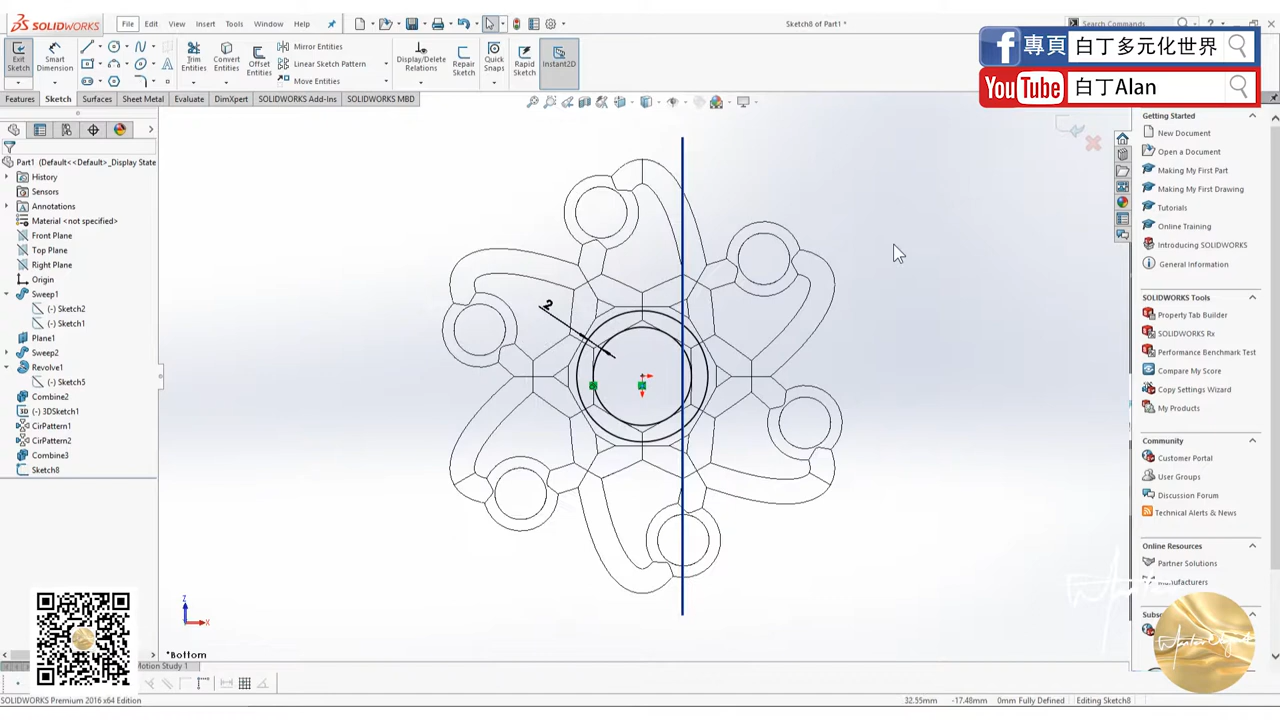 SOLIDWORKS
File
Edit
View
Insert
Tools
Window
Help
Sketch8 of Part1 *
Search Commands
專頁
白丁多元化世界
YouTube
白丁Alan
Exit Sketch
Smart Dimension
Trim Entities
Convert Entities
Offset Entities
Mirror Entities
Linear Sketch Pattern
Move Entities
Display/Delete Relations
Repair Sketch
Quick Snaps
Rapid Sketch
Instant2D
Features
Sketch
Surfaces
Sheet Metal
Evaluate
DimXpert
SOLIDWORKS Add-Ins
SOLIDWORKS MBD
Part1 (Default<<Default>_Display State
History
Sensors
Annotations
Material <not specified>
Front Plane
Top Plane
Right Plane
Origin
Sweep1
(-) Sketch2
(-) Sketch1
Plane1
Sweep2
Revolve1
(-) Sketch5
Combine2
(-) 3DSketch1
CirPattern1
CirPattern2
Combine3
Sketch8
2
Z
X
*Bottom
Motion Study 1
Getting Started
New Document
Open a Document
Making My First Part
Making My First Drawing
Tutorials
Online Training
Introducing SOLIDWORKS
General Information
SOLIDWORKS Tools
Property Tab Builder
SOLIDWORKS Rx
Performance Benchmark Test
Compare My Score
Copy Settings Wizard
My Products
Community
Customer Portal
User Groups
Discussion Forum
Technical Alerts & News
Online Resources
Partner Solutions
Manufacturers
SOLIDWORKS Premium 2016 x64 Edition
32.55mm
-17.48mm
0mm Fully Defined
Editing Sketch8